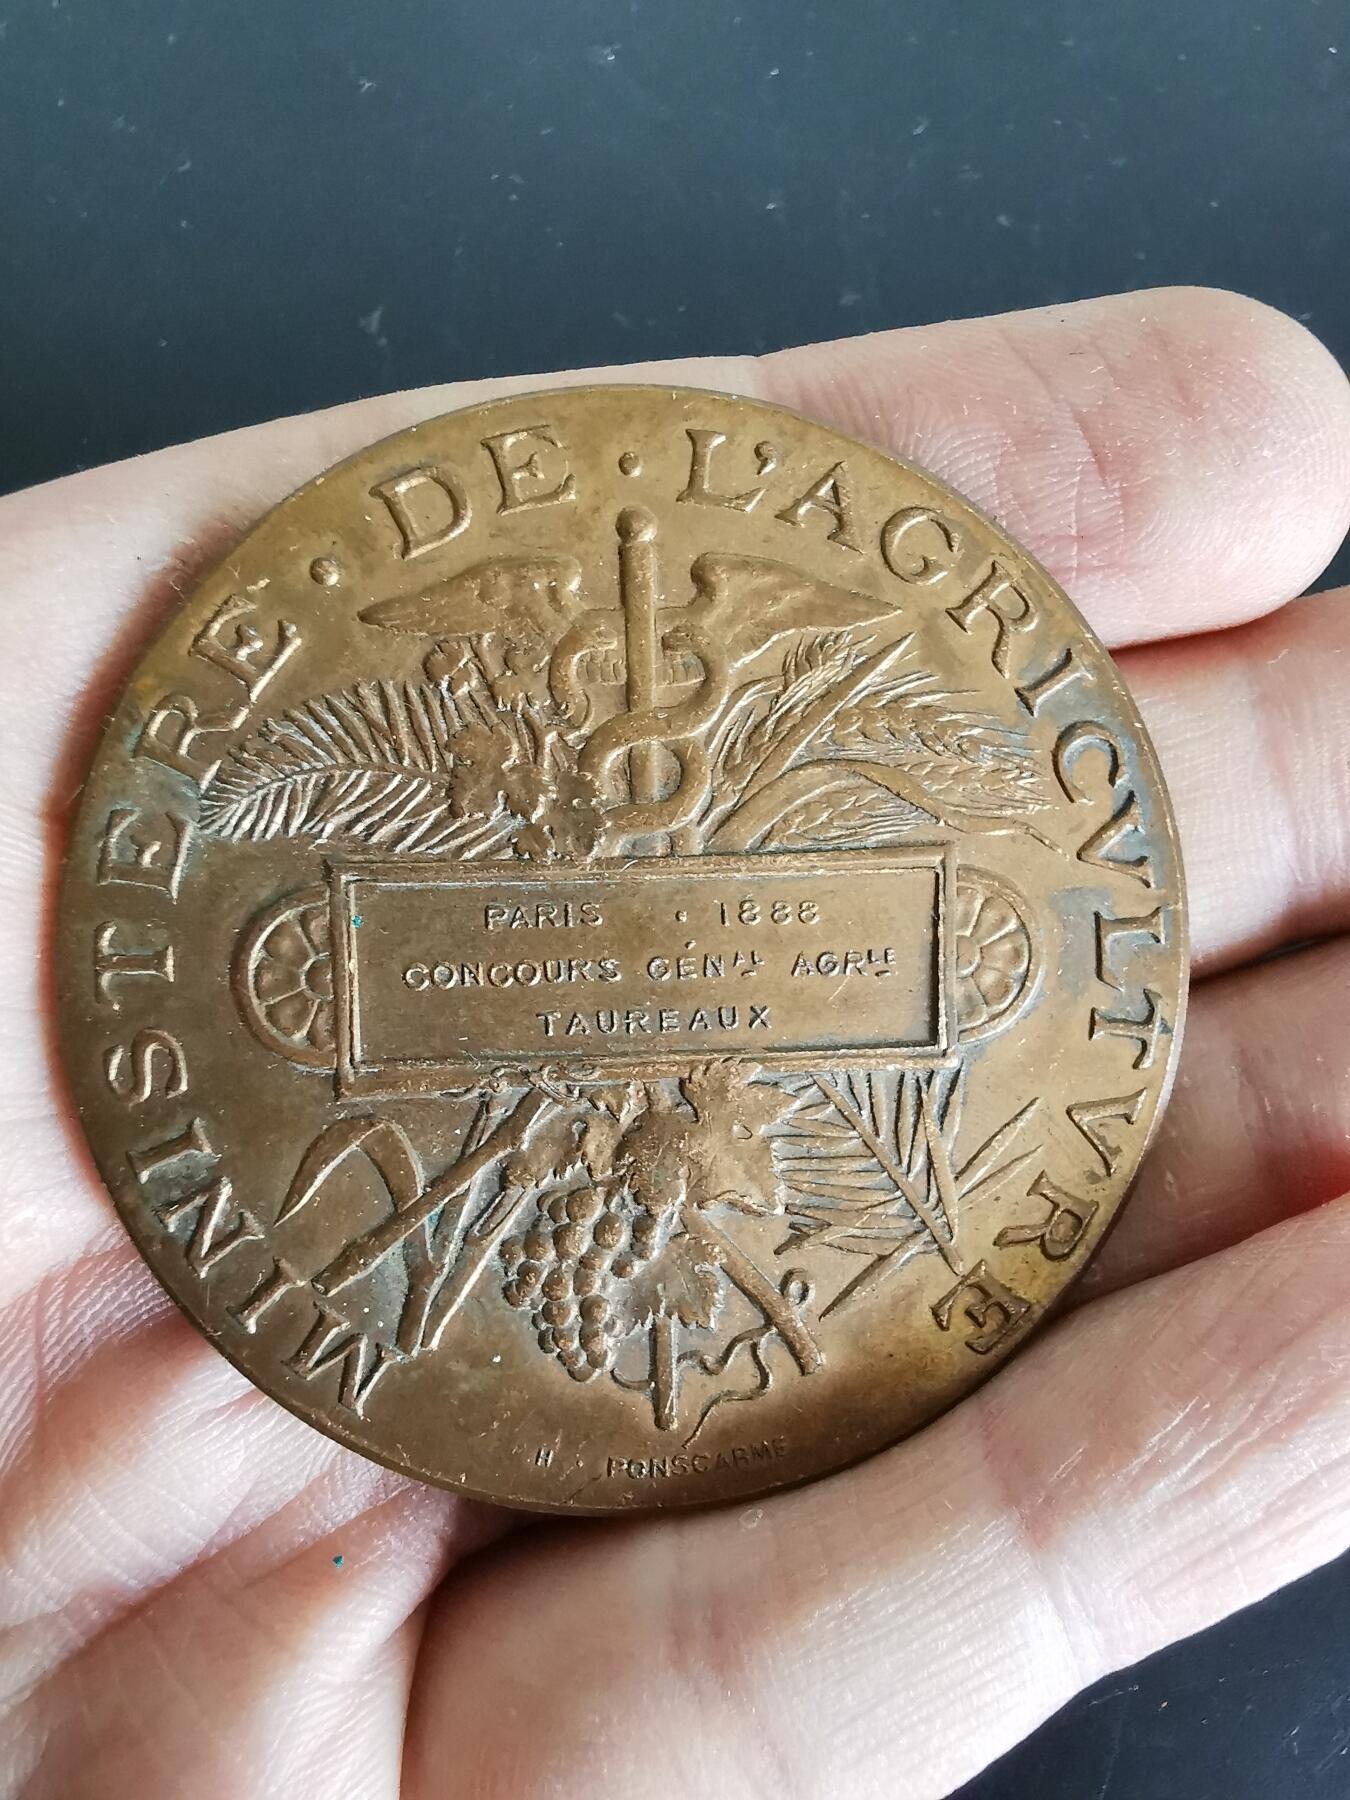 MINISTERE · DE · L'AGRICVLTVRE
PARIS · 1888
CONCOURS GÉNAL AGRLE
TAUREAUX
H · PONSCARME